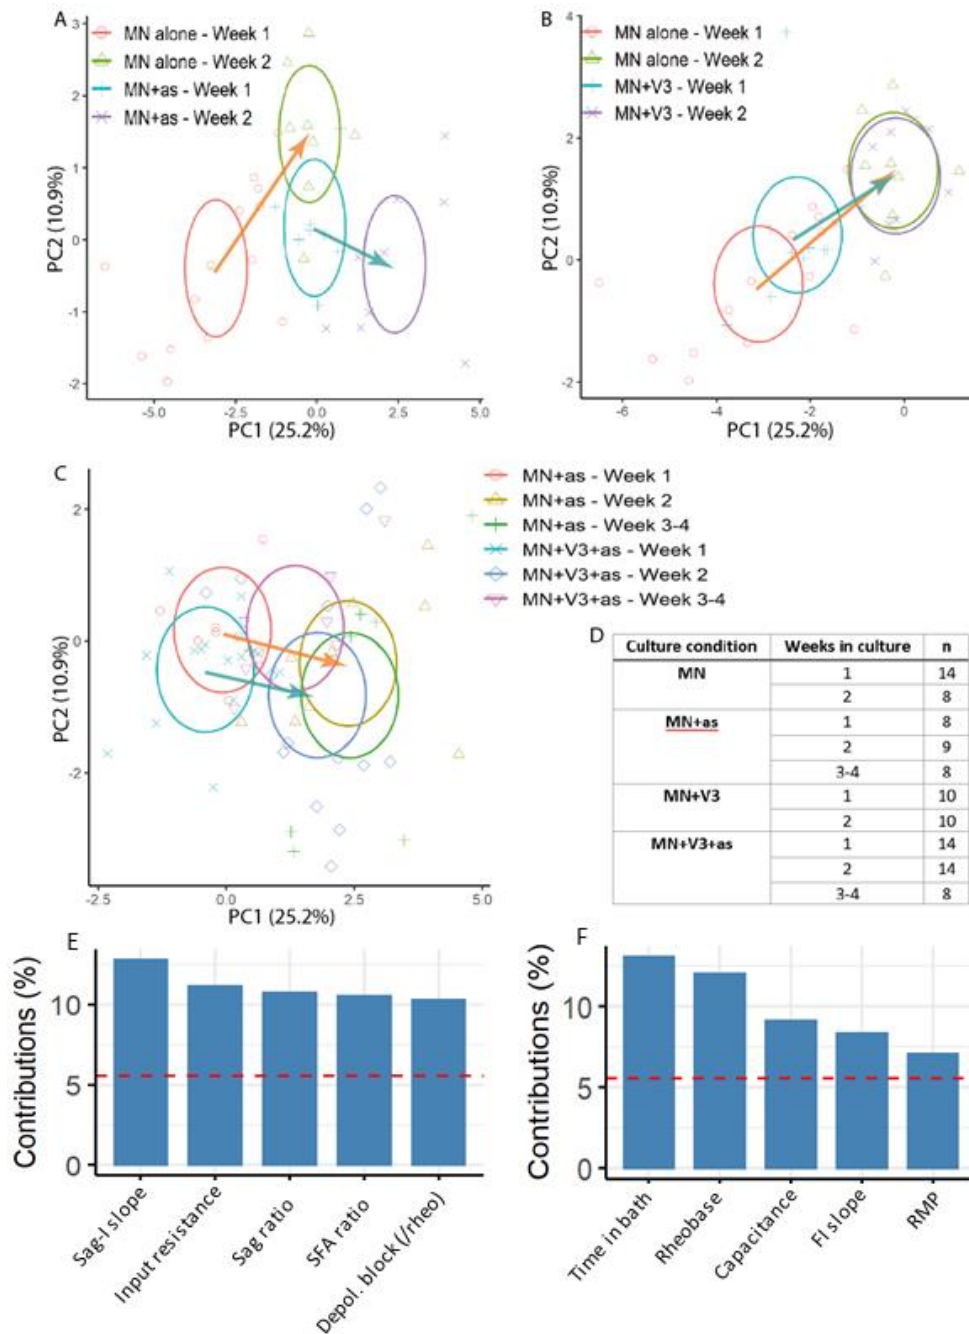 A
MN alone - Week 1
MN alone - Week 2
MN+as - Week 1
MN+as - Week 2
3
2
1
0
-1
-2
PC2 (10.9%)
-5.0
-2.5
0.0
2.5
5.0
PC1 (25.2%)
B
MN alone - Week 1
MN alone - Week 2
MN+V3 - Week 1
MN+V3 - Week 2
4
2
0
-2
PC2 (10.9%)
-6
-4
-2
0
PC1 (25.2%)
C
2
0
-2
PC2 (10.9%)
-2.5
0.0
2.5
5.0
PC1 (25.2%)
MN+as - Week 1
MN+as - Week 2
MN+as - Week 3-4
MN+V3+as - Week 1
MN+V3+as - Week 2
MN+V3+as - Week 3-4
D
Culture condition Weeks in culture n
MN 1 14
2 8
MN+as 1 8
2 9
3-4 8
MN+V3 1 10
2 10
MN+V3+as 1 14
2 14
3-4 8
E
Contributions (%)
10
5
0
Sag-I slope
Input resistance
Sag ratio
SFA ratio
Depol. block (/rheo)
F
Contributions (%)
10
5
0
Time in bath
Rheobase
Capacitance
FI slope
RMP